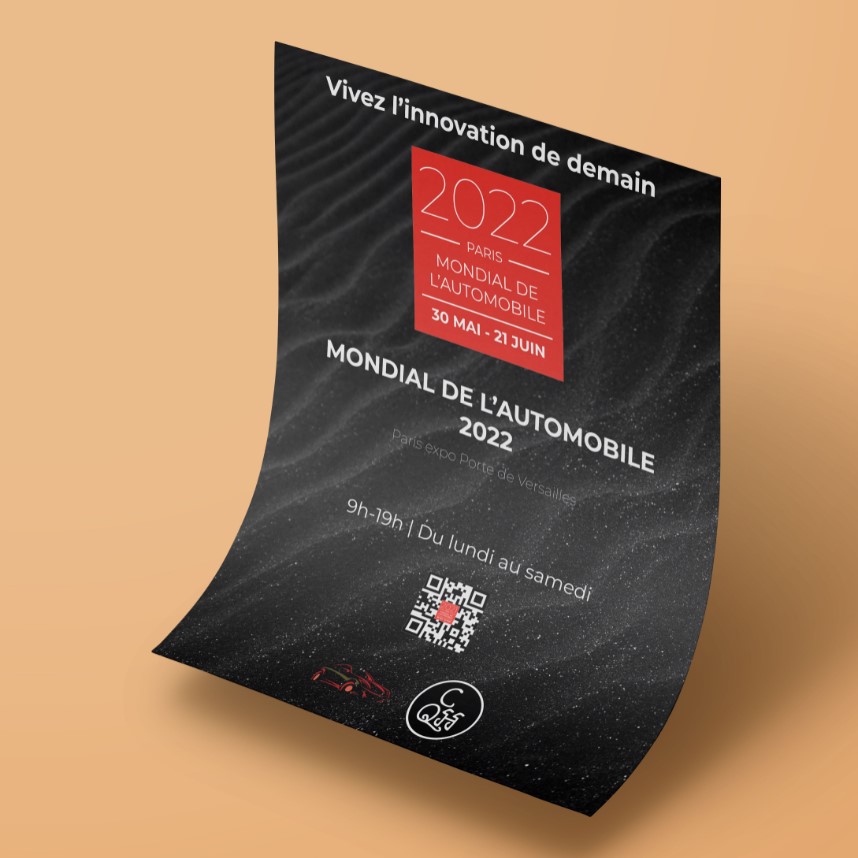 Vivez l'innovation de demain
2022
PARIS
MONDIAL DE
L'AUTOMOBILE
30 MAI - 21 JUIN
MONDIAL DE L'AUTOMOBILE
2022
Paris expo Porte de Versailles
9h-19h | Du lundi au samedi
C